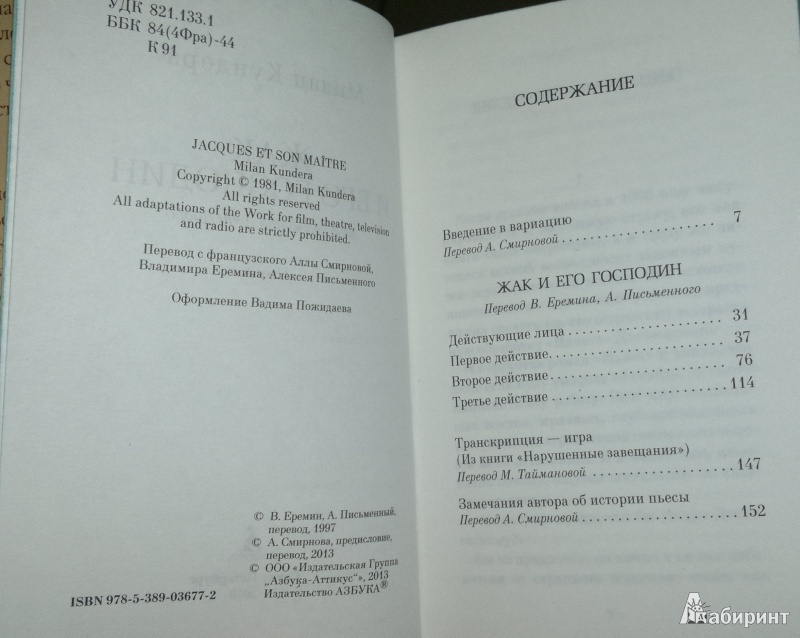 УДК 821.133.1
ББК 84(4Фра)-44
К 91
JACQUES ET SON MAÎTRE
Milan Kundera
Copyright © 1981, Milan Kundera
All rights reserved
All adaptations of the Work for film, theatre, television
and radio are strictly prohibited.
Перевод с французского Аллы Смирновой,
Владимира Еремина, Алексея Письменного
Оформление Вадима Пожидаева
© В. Еремин, А. Письменный,
перевод, 1997
© А. Смирнова, предисловие,
перевод, 2013
© ООО «Издательская Группа
„Азбука-Аттикус“», 2013
Издательство АЗБУКА®
ISBN 978-5-389-03677-2
СОДЕРЖАНИЕ
Введение в вариацию
Перевод А. Смирновой 7
ЖАК И ЕГО ГОСПОДИН
Перевод В. Еремина, А. Письменного
Действующие лица 31
Первое действие 37
Второе действие 76
Третье действие 114
Транскрипция — игра
(Из книги «Нарушенные завещания»)
Перевод М. Таймановой 147
Замечания автора об истории пьесы
Перевод А. Смирновой 152
Лабиринт